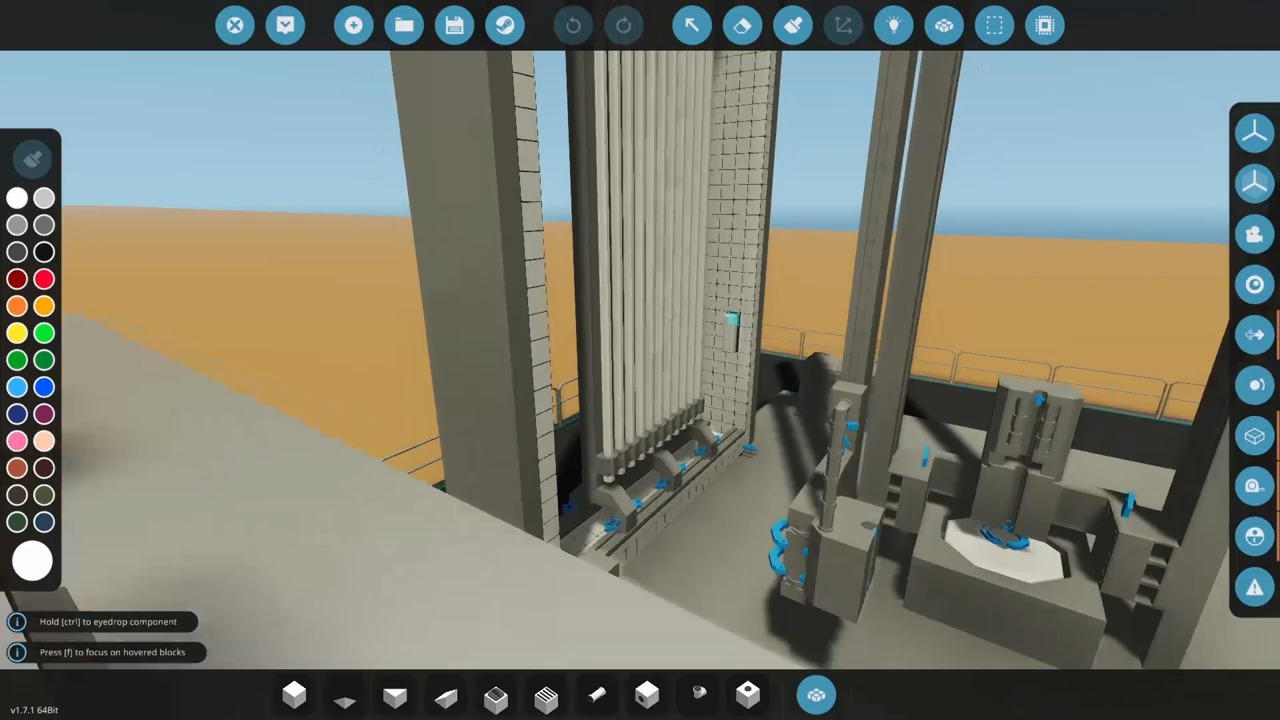 Hold [ctrl] to eyedrop component
Press [f] to focus on hovered blocks
v1.7.1 64Bit